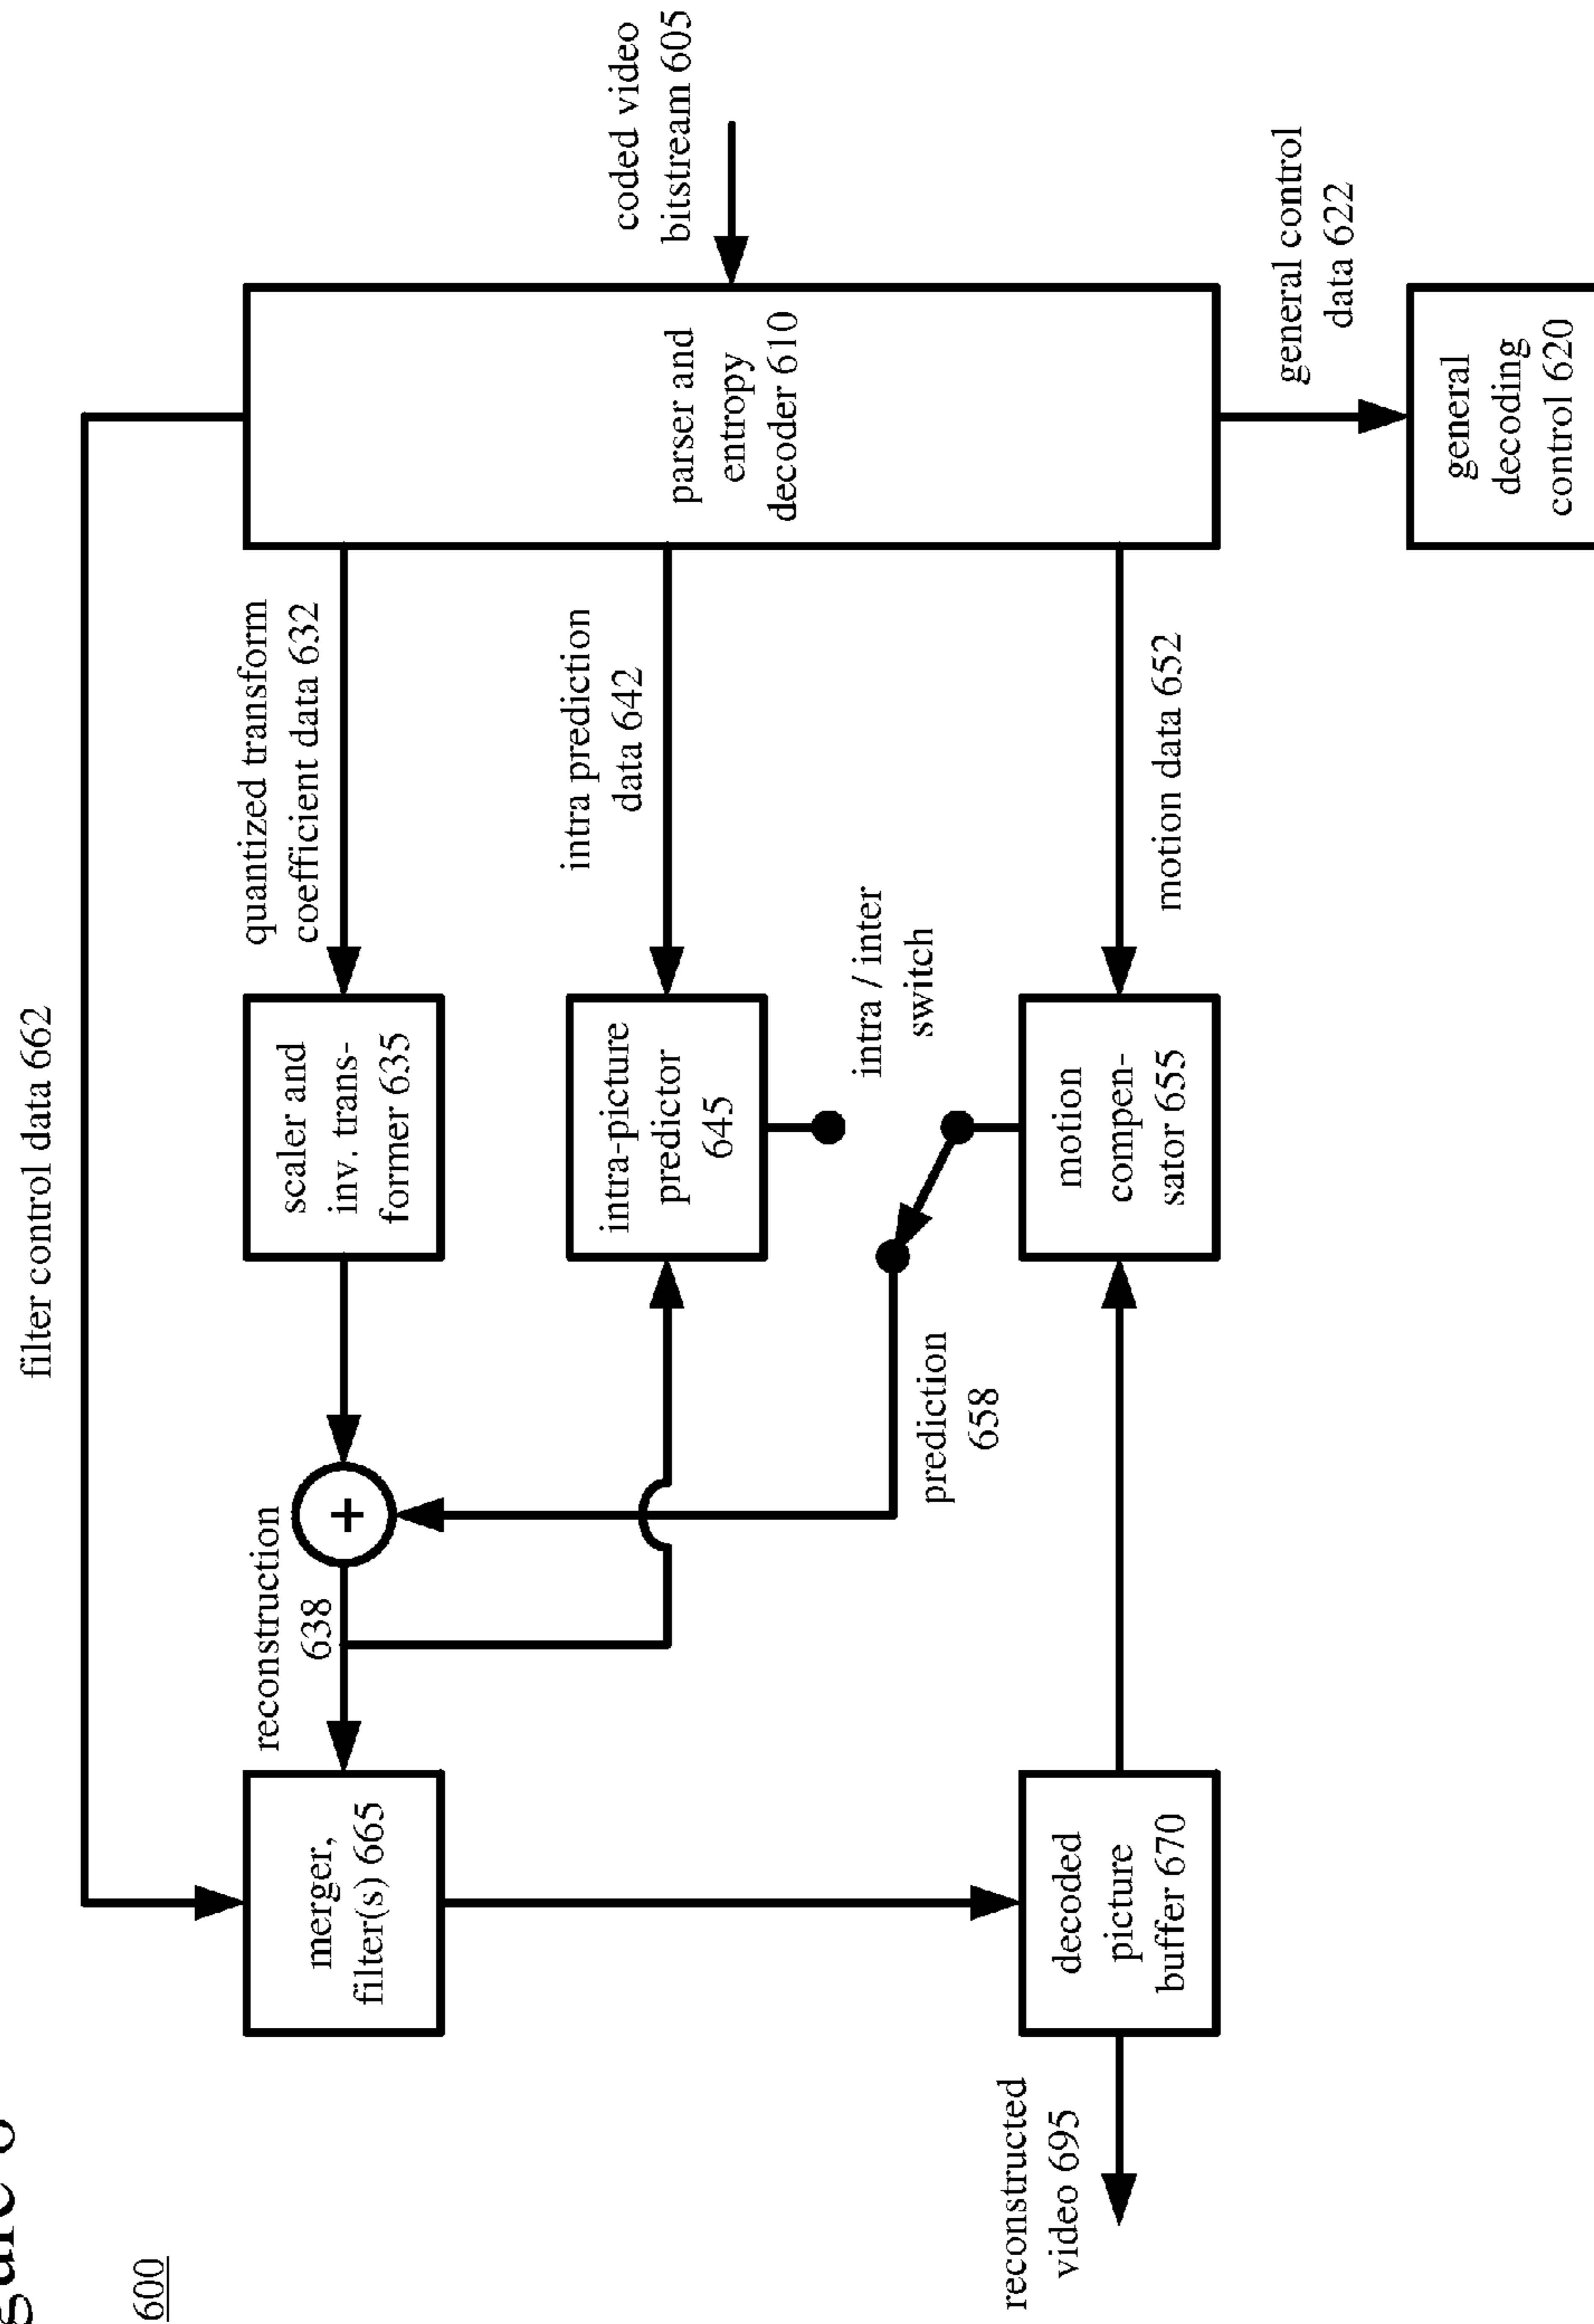 600
filter control data 662
reconstruction
638
quantized transform
coefficient data 632
merger,
filter(s) 665
+
scaler and
inv. trans-
former 635
intra prediction
data 642
intra-picture
predictor
645
parser and
entropy
decoder 610
coded video
bitstream 605
intra / inter
switch
prediction
658
reconstructed
video 695
decoded
picture
buffer 670
motion
compen-
sator 655
motion data 652
general control
data 622
general
decoding
control 620